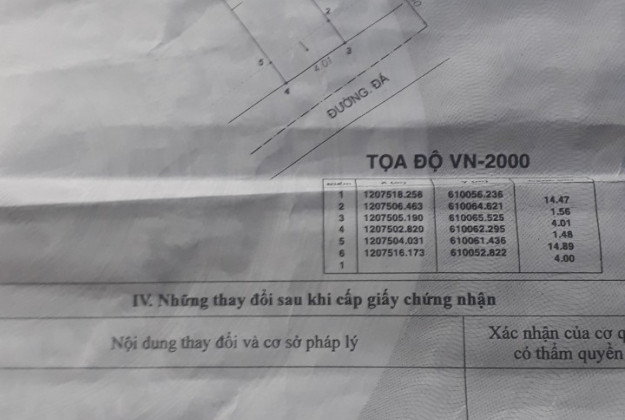 2
3
5
4.01
4
ĐƯỜNG ĐÁ
TỌA ĐỘ VN-2000
1 1207518.258 610056.236
14.47
2 1207506.463 610064.621
1.56
3 1207505.190 610065.525
4.01
4 1207502.820 610062.295
1.48
5 1207504.031 610061.436
14.89
6 1207516.173 610052.822
4.00
1
IV. Những thay đổi sau khi cấp giấy chứng nhận
Nội dung thay đổi và cơ sở pháp lý
Xác nhận của cơ q
có thẩm quyền